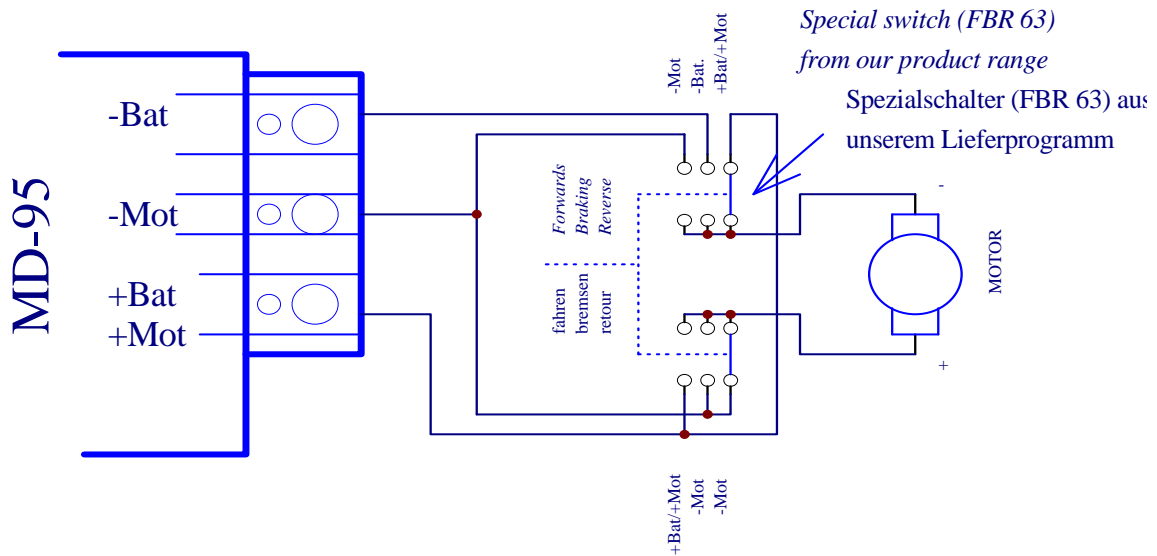 Special switch (FBR 63)
from our product range
Spezialschalter (FBR 63) aus
unserem Lieferprogramm
MD-95
-Bat
-Mot
+Bat
+Mot
-Mot
-Bat.
+Bat/+Mot
Forwards
Braking
Reverse
fahren
bremsen
retour
-
MOTOR
+
+Bat/+Mot
-Mot
-Mot